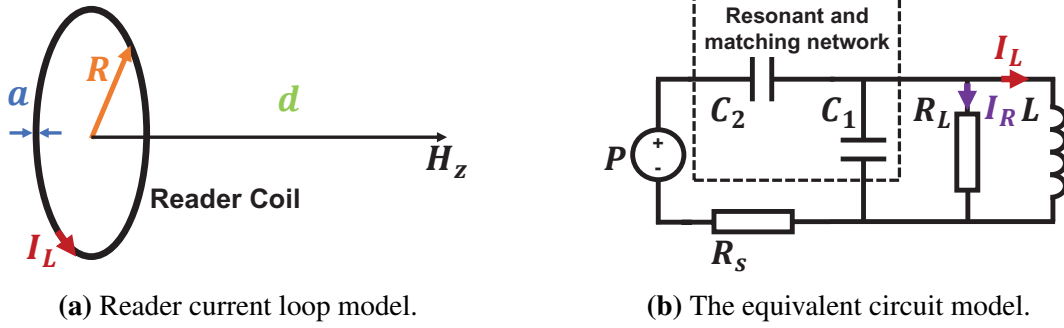 R
a
d
H_z
Reader Coil
I_L
(a) Reader current loop model.
Resonant and
matching network
I_L
C_2
C_1
R_L
I_R
L
P
+
-
R_s
(b) The equivalent circuit model.